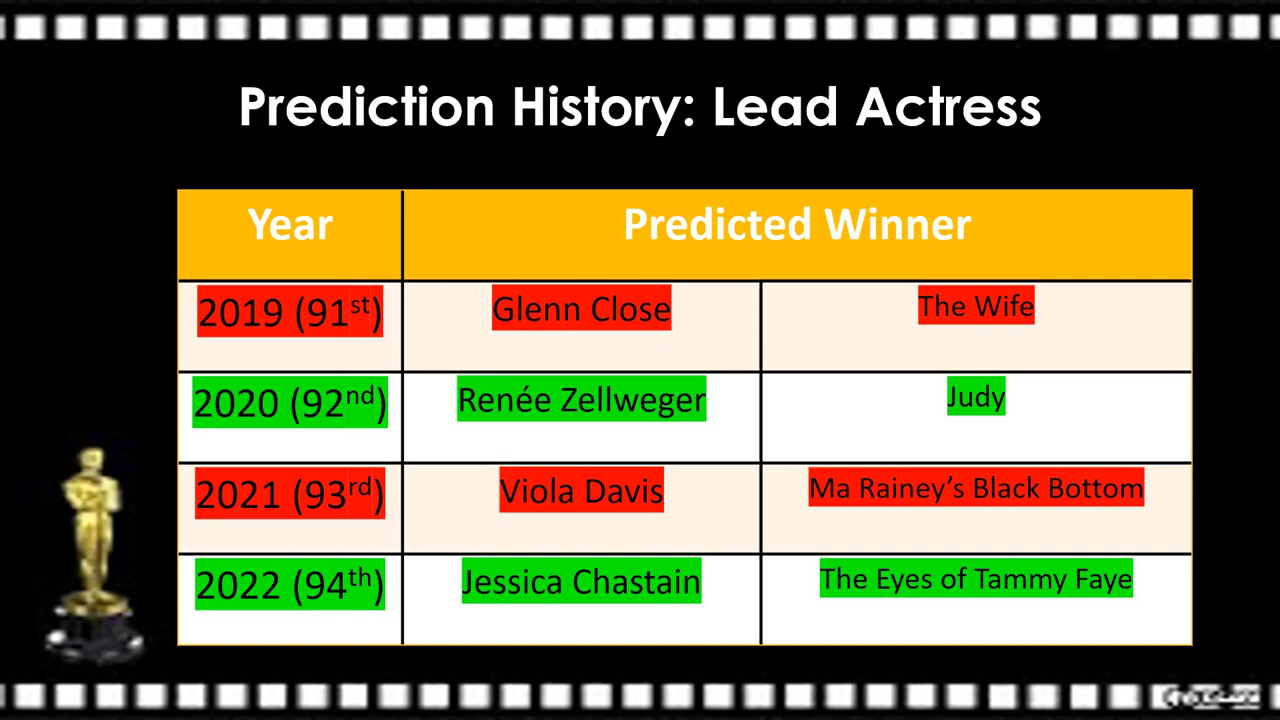 Prediction History: Lead Actress
Year Predicted Winner
2019 (91st) Glenn Close The Wife
2020 (92nd) Renée Zellweger Judy
2021 (93rd) Viola Davis Ma Rainey’s Black Bottom
2022 (94th) Jessica Chastain The Eyes of Tammy Faye